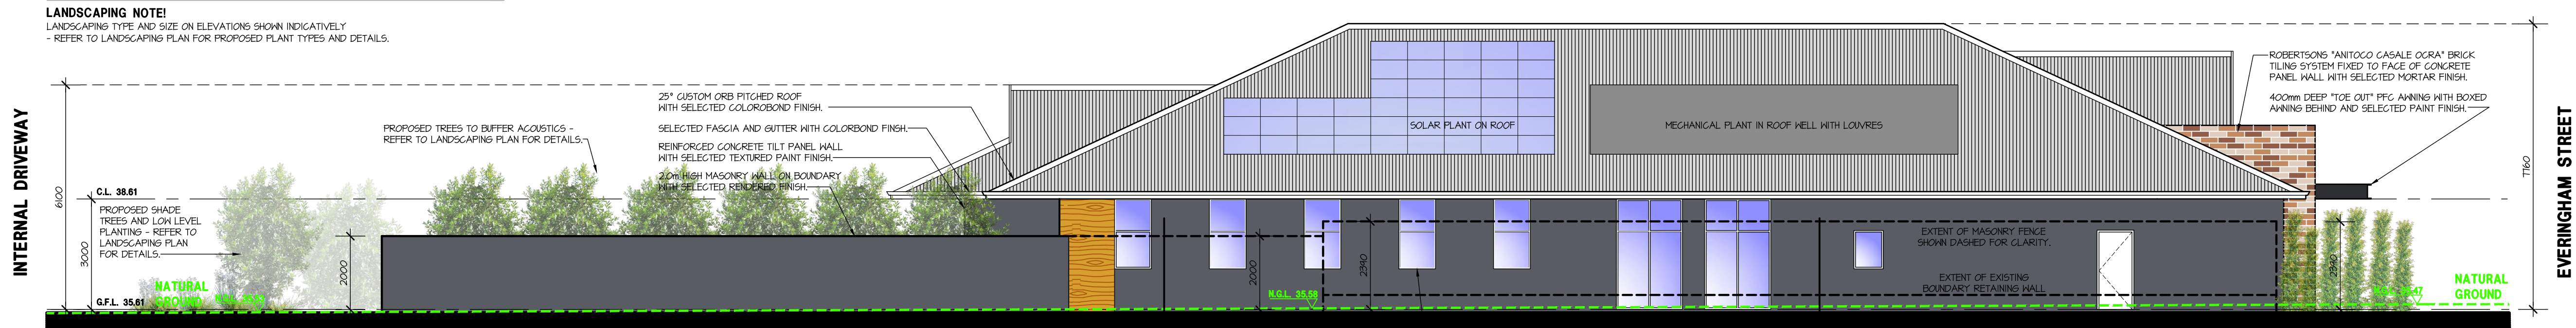 LANDSCAPING NOTE!
LANDSCAPING TYPE AND SIZE ON ELEVATIONS SHOWN INDICATIVELY
- REFER TO LANDSCAPING PLAN FOR PROPOSED PLANT TYPES AND DETAILS.
INTERNAL DRIVEWAY
6100
3000
C.L. 38.61
PROPOSED SHADE
TREES AND LOW LEVEL
PLANTING - REFER TO
LANDSCAPING PLAN
FOR DETAILS.
NATURAL
GROUND
G.F.L. 35.61
2000
PROPOSED TREES TO BUFFER ACOUSTICS -
REFER TO LANDSCAPING PLAN FOR DETAILS.
25° CUSTOM ORB PITCHED ROOF
WITH SELECTED COLOROBOND FINISH.
SELECTED FASCIA AND GUTTER WITH COLORBOND FINSH.
REINFORCED CONCRETE TILT PANEL WALL
WITH SELECTED TEXTURED PAINT FINISH.
2.0m HIGH MASONRY WALL ON BOUNDARY
WITH SELECTED RENDERED FINISH.
SOLAR PLANT ON ROOF
MECHANICAL PLANT IN ROOF WELL WITH LOUVRES
2000
N.G.L. 35.58
2390
EXTENT OF MASONRY FENCE
SHOWN DASHED FOR CLARITY.
EXTENT OF EXISTING
BOUNDARY RETAINING WALL
ROBERTSONS "ANITOCO CASALE OCRA" BRICK
TILING SYSTEM FIXED TO FACE OF CONCRETE
PANEL WALL WITH SELECTED MORTAR FINISH.
400mm DEEP "TOE OUT" PFC AWNING WITH BOXED
AWNING BEHIND AND SELECTED PAINT FINISH.
2390
7760
NATURAL
GROUND
EVERINGHAM STREET